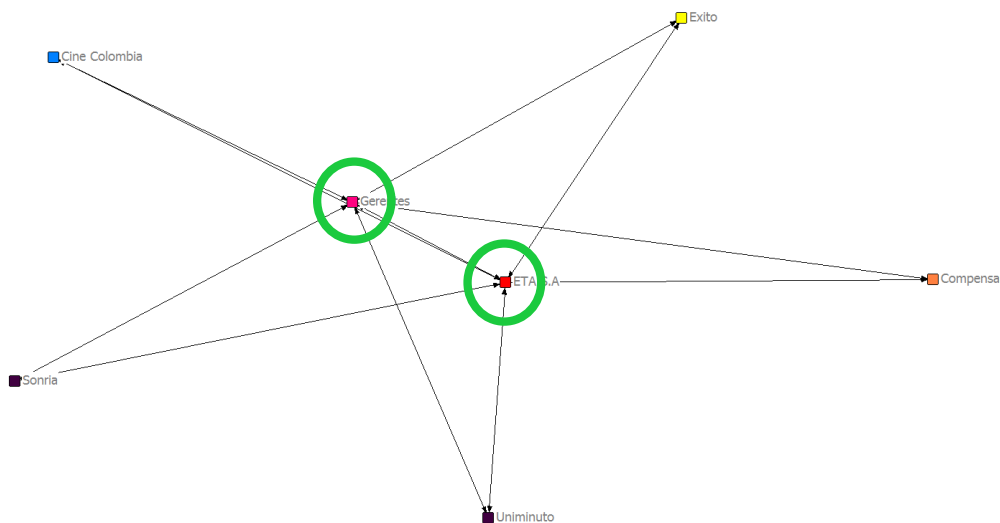 Exito
Cine Colombia
Gerentes
ETA S.A
Compensa
Sonria
Uniminuto